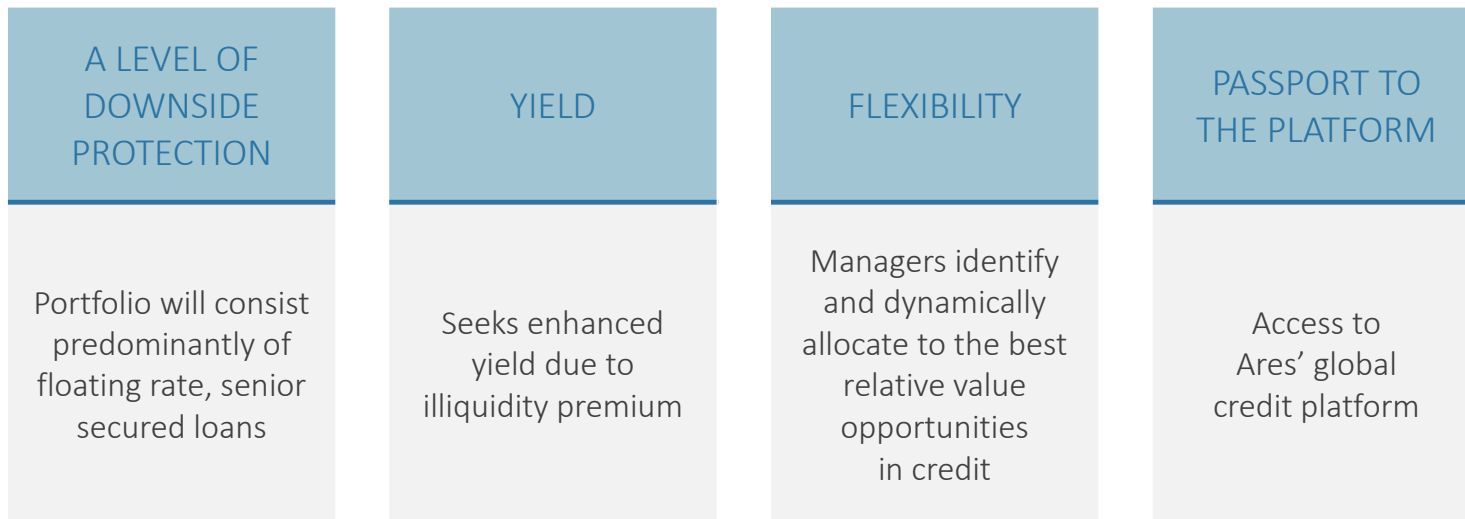 A LEVEL OF
DOWNSIDE
PROTECTION
Portfolio will consist
predominantly of
floating rate, senior
secured loans
YIELD
Seeks enhanced
yield due to
illiquidity premium
FLEXIBILITY
Managers identify
and dynamically
allocate to the best
relative value
opportunities
in credit
PASSPORT TO
THE PLATFORM
Access to
Ares’ global
credit platform